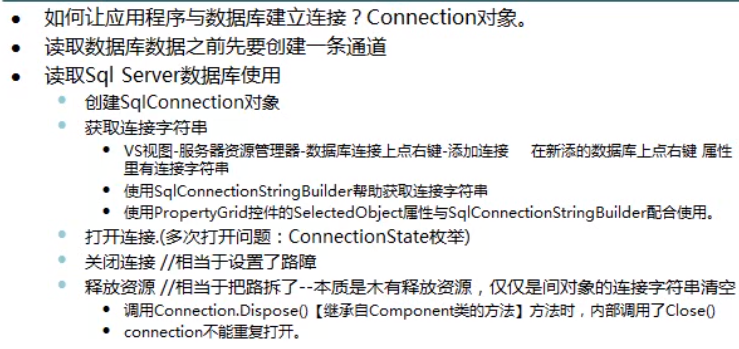 如何让应用程序与数据库建立连接？Connection对象。
读取数据库数据之前先要创建一条通道
读取Sql Server数据库使用
创建SqlConnection对象
获取连接字符串
VS视图-服务器资源管理器-数据库连接上点右键-添加连接 在新添的数据库上点右键 属性
里有连接字符串
使用SqlConnectionStringBuilder帮助获取连接字符串
使用PropertyGrid控件的SelectedObject属性与SqlConnectionStringBuilder配合使用。
打开连接.(多次打开问题：ConnectionState枚举)
关闭连接 //相当于设置了路障
释放资源 //相当于把路拆了--本质是木有释放资源，仅仅是间对象的连接字符串清空
调用Connection.Dispose()【继承自Component类的方法】方法时，内部调用了Close()
connection不能重复打开。